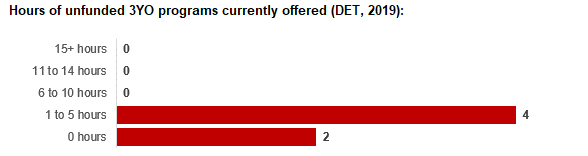 Hours of unfunded 3YO programs currently offered (DET, 2019):
15+ hours 0
11 to 14 hours 0
6 to 10 hours 0
1 to 5 hours 4
0 hours 2